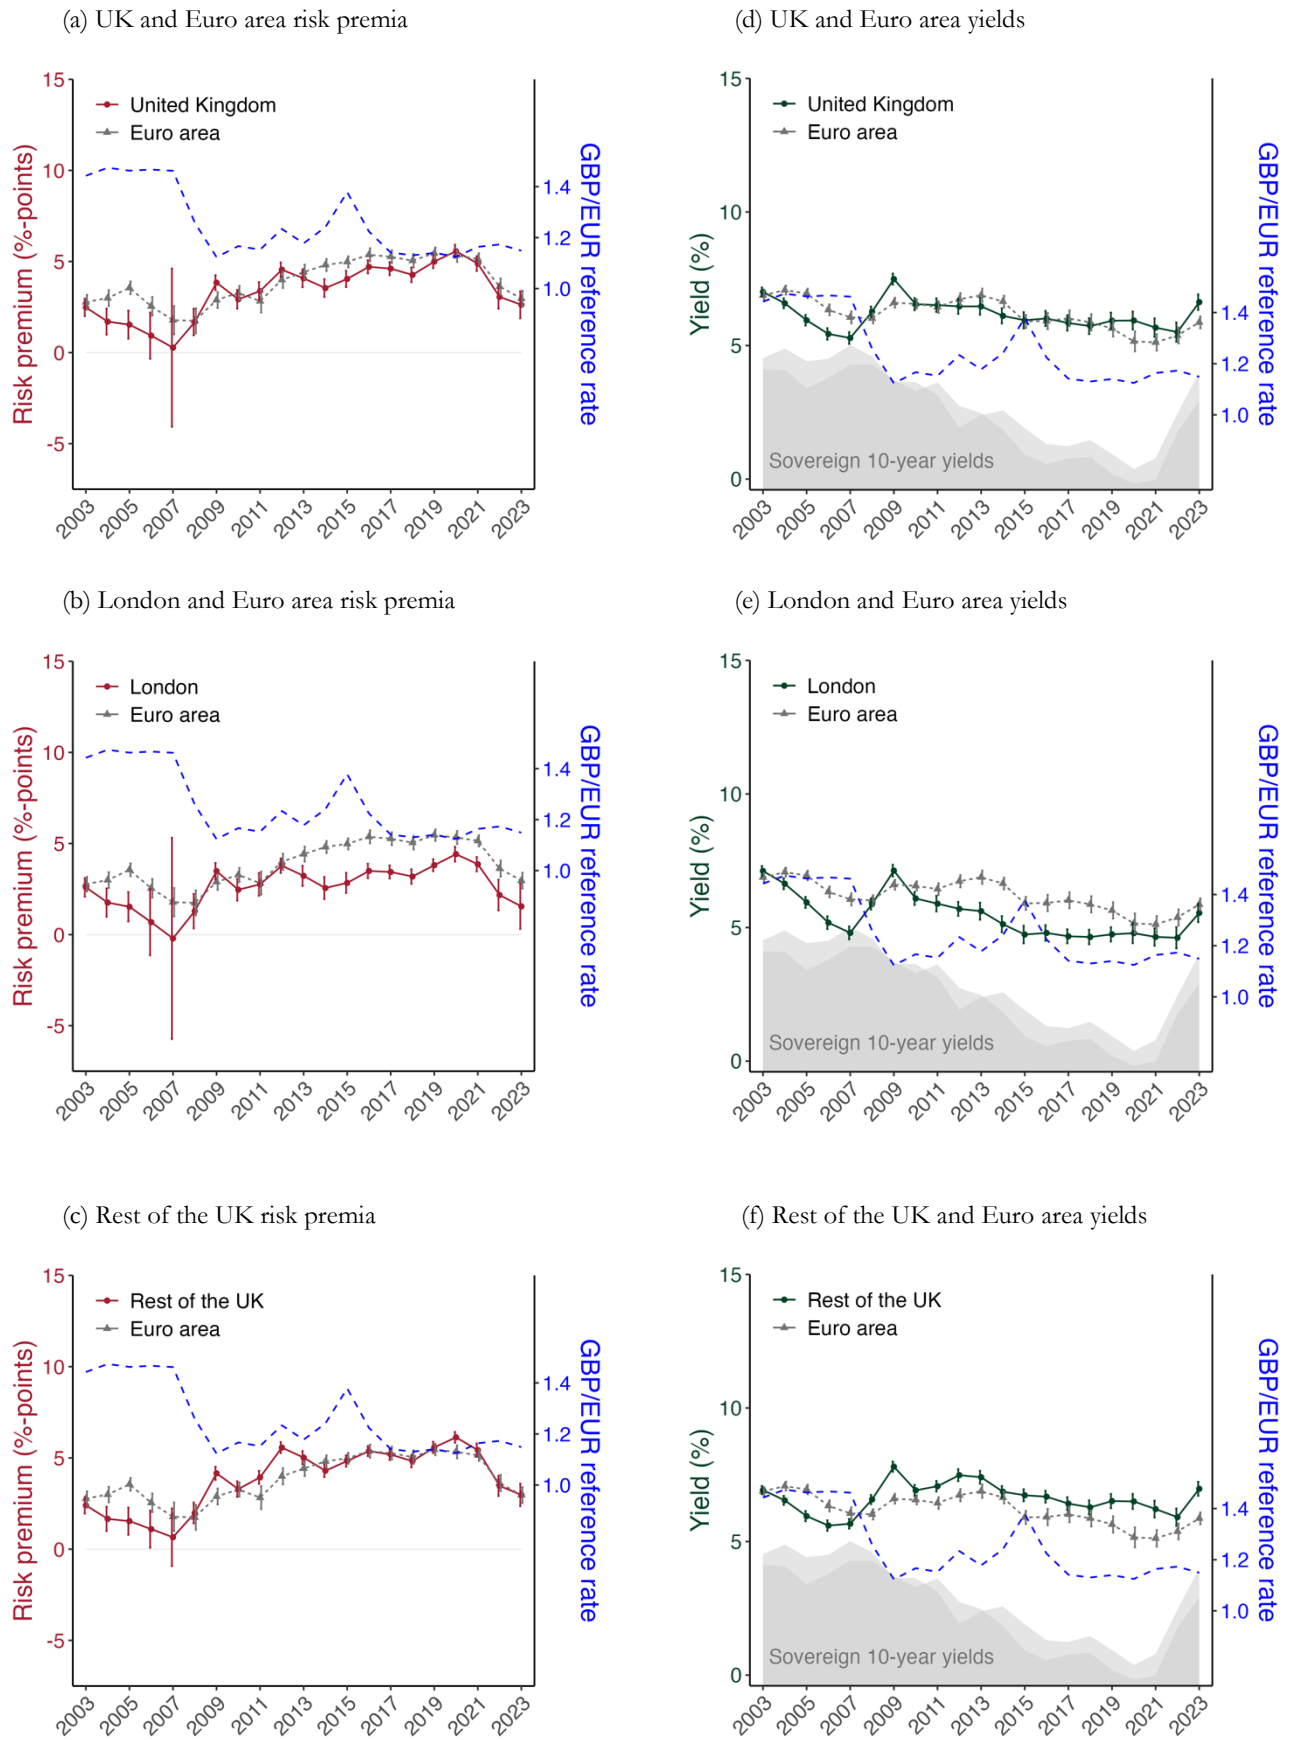 (a) UK and Euro area risk premia
15
10
5
0
-5
Risk premium (%-points)
United Kingdom
Euro area
1.4
1.2
1.0
GBP/EUR reference rate
2003 2005 2007 2009 2011 2013 2015 2017 2019 2021 2023
(d) UK and Euro area yields
15
10
5
0
Yield (%)
United Kingdom
Euro area
Sovereign 10-year yields
1.4
1.2
1.0
GBP/EUR reference rate
2003 2005 2007 2009 2011 2013 2015 2017 2019 2021 2023
(b) London and Euro area risk premia
15
10
5
0
-5
Risk premium (%-points)
London
Euro area
1.4
1.2
1.0
GBP/EUR reference rate
2003 2005 2007 2009 2011 2013 2015 2017 2019 2021 2023
(e) London and Euro area yields
15
10
5
0
Yield (%)
London
Euro area
Sovereign 10-year yields
1.4
1.2
1.0
GBP/EUR reference rate
2003 2005 2007 2009 2011 2013 2015 2017 2019 2021 2023
(c) Rest of the UK risk premia
15
10
5
0
-5
Risk premium (%-points)
Rest of the UK
Euro area
1.4
1.2
1.0
GBP/EUR reference rate
2003 2005 2007 2009 2011 2013 2015 2017 2019 2021 2023
(f) Rest of the UK and Euro area yields
15
10
5
0
Yield (%)
Rest of the UK
Euro area
Sovereign 10-year yields
1.4
1.2
1.0
GBP/EUR reference rate
2003 2005 2007 2009 2011 2013 2015 2017 2019 2021 2023